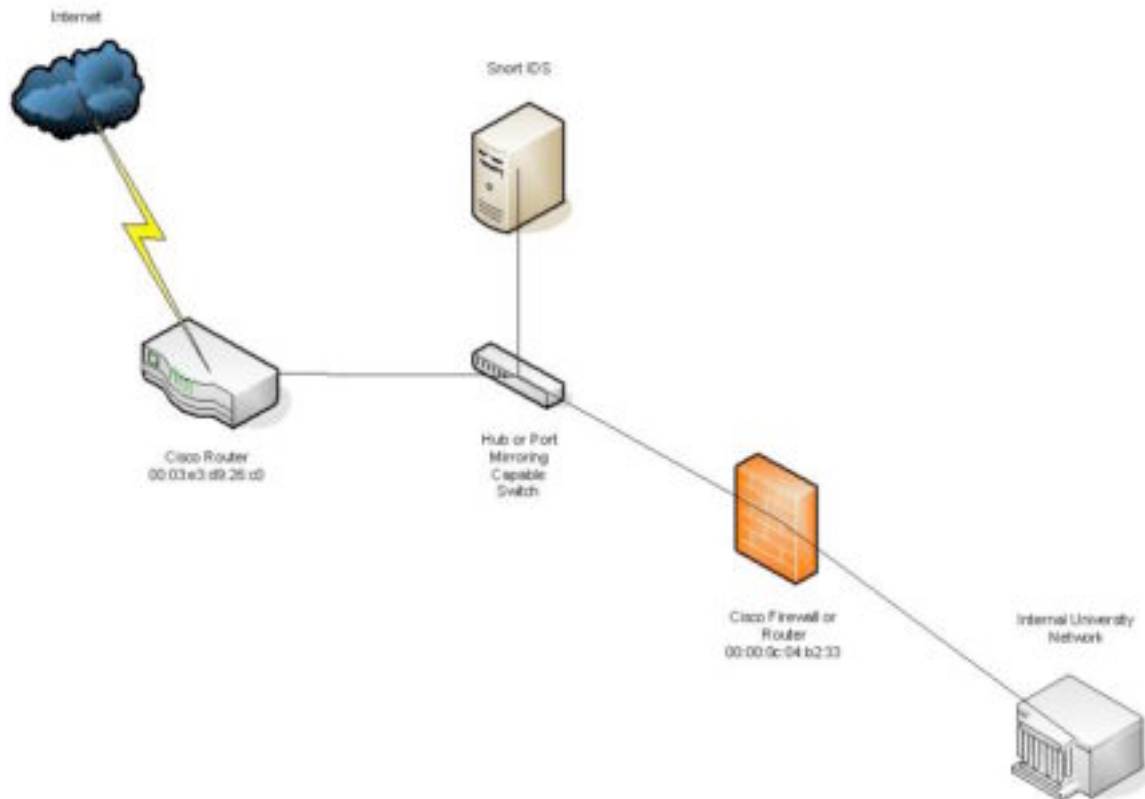 Internet
Snort IDS
Cisco Router
00:03:e3:d9:26:c0
Hub or Port
Mirroring
Capable
Switch
Cisco Firewall or
Router
00:00:0c:04:b2:33
Internal University
Network